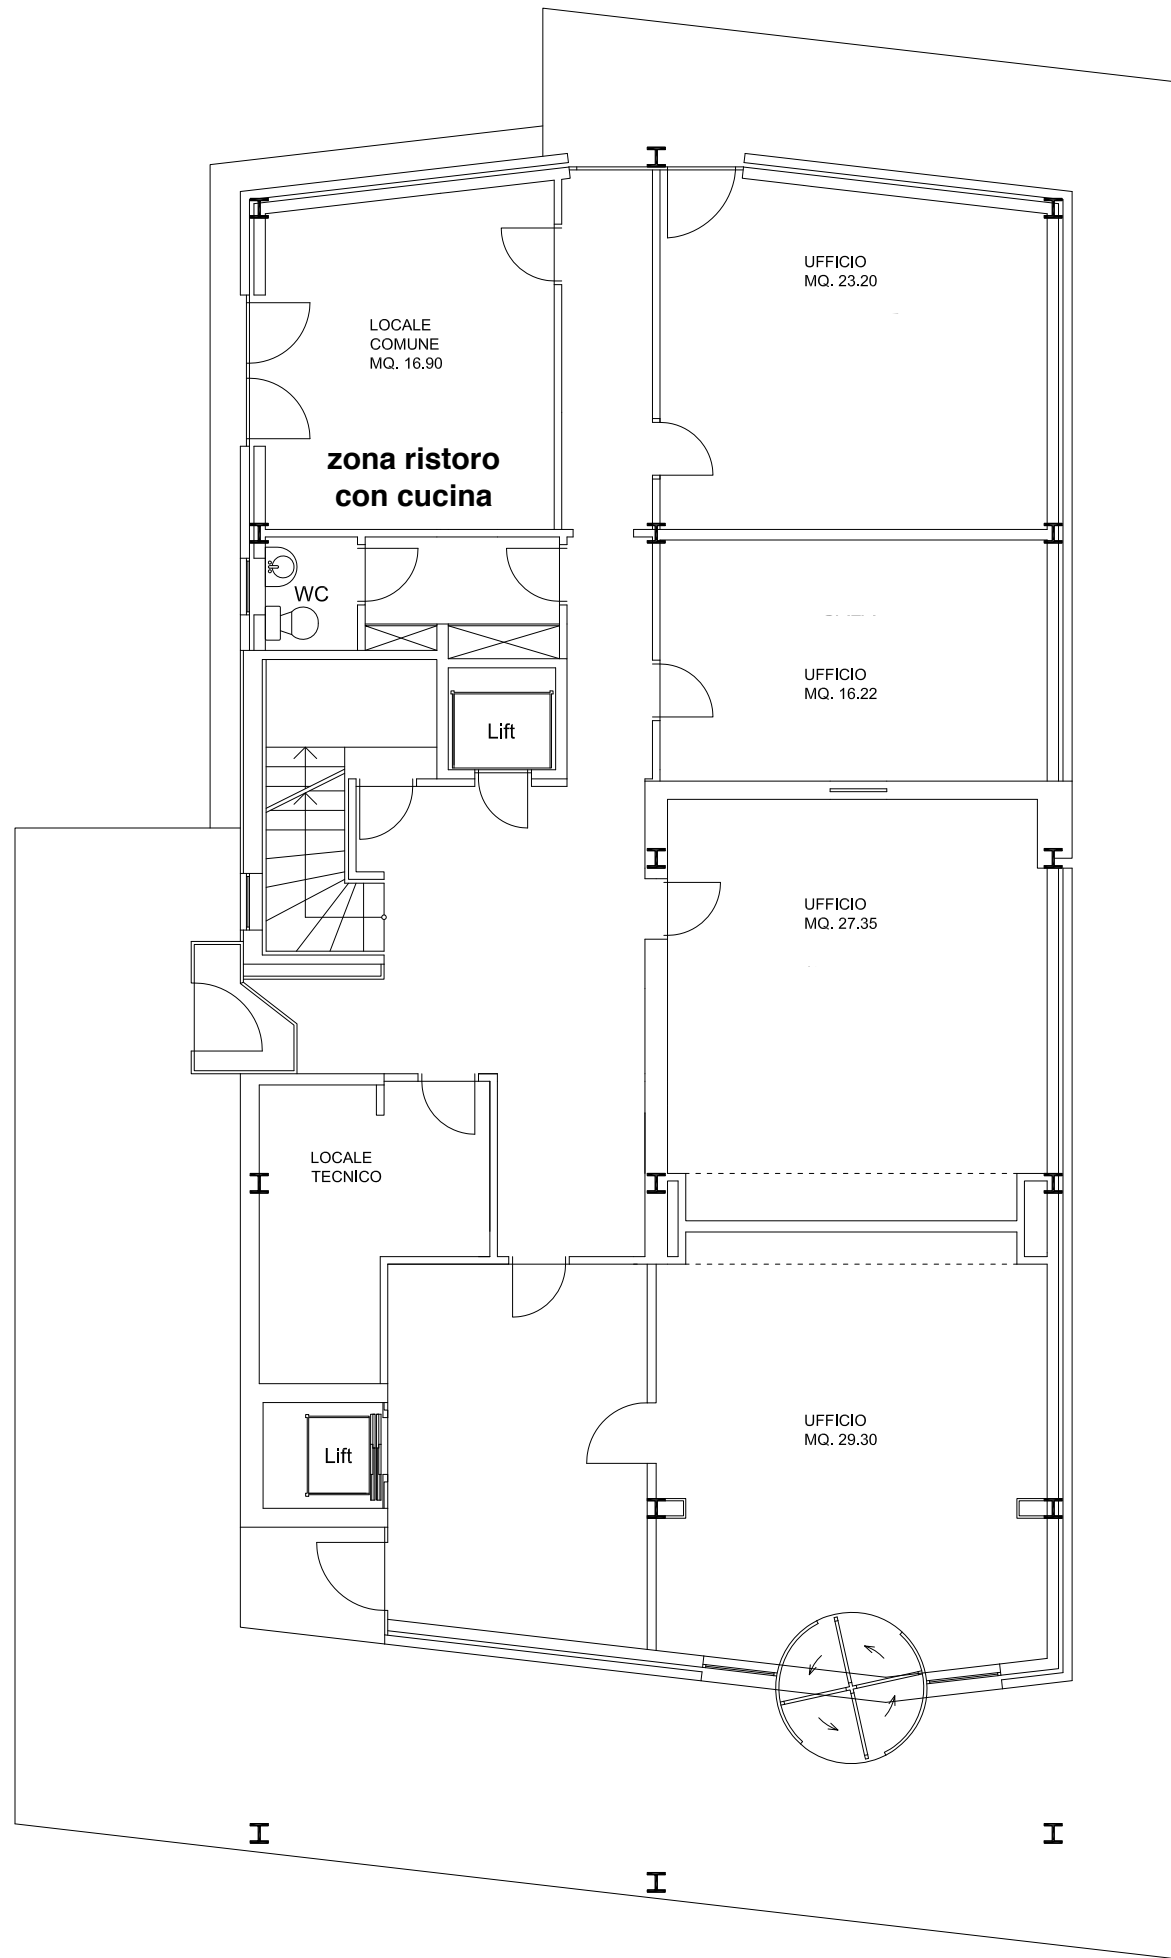 UFFICIO
MQ. 23.20
LOCALE
COMUNE
MQ. 16.90
zona ristoro
con cucina
WC
UFFICIO
MQ. 16.22
Lift
UFFICIO
MQ. 27.35
LOCALE
TECNICO
UFFICIO
MQ. 29.30
Lift